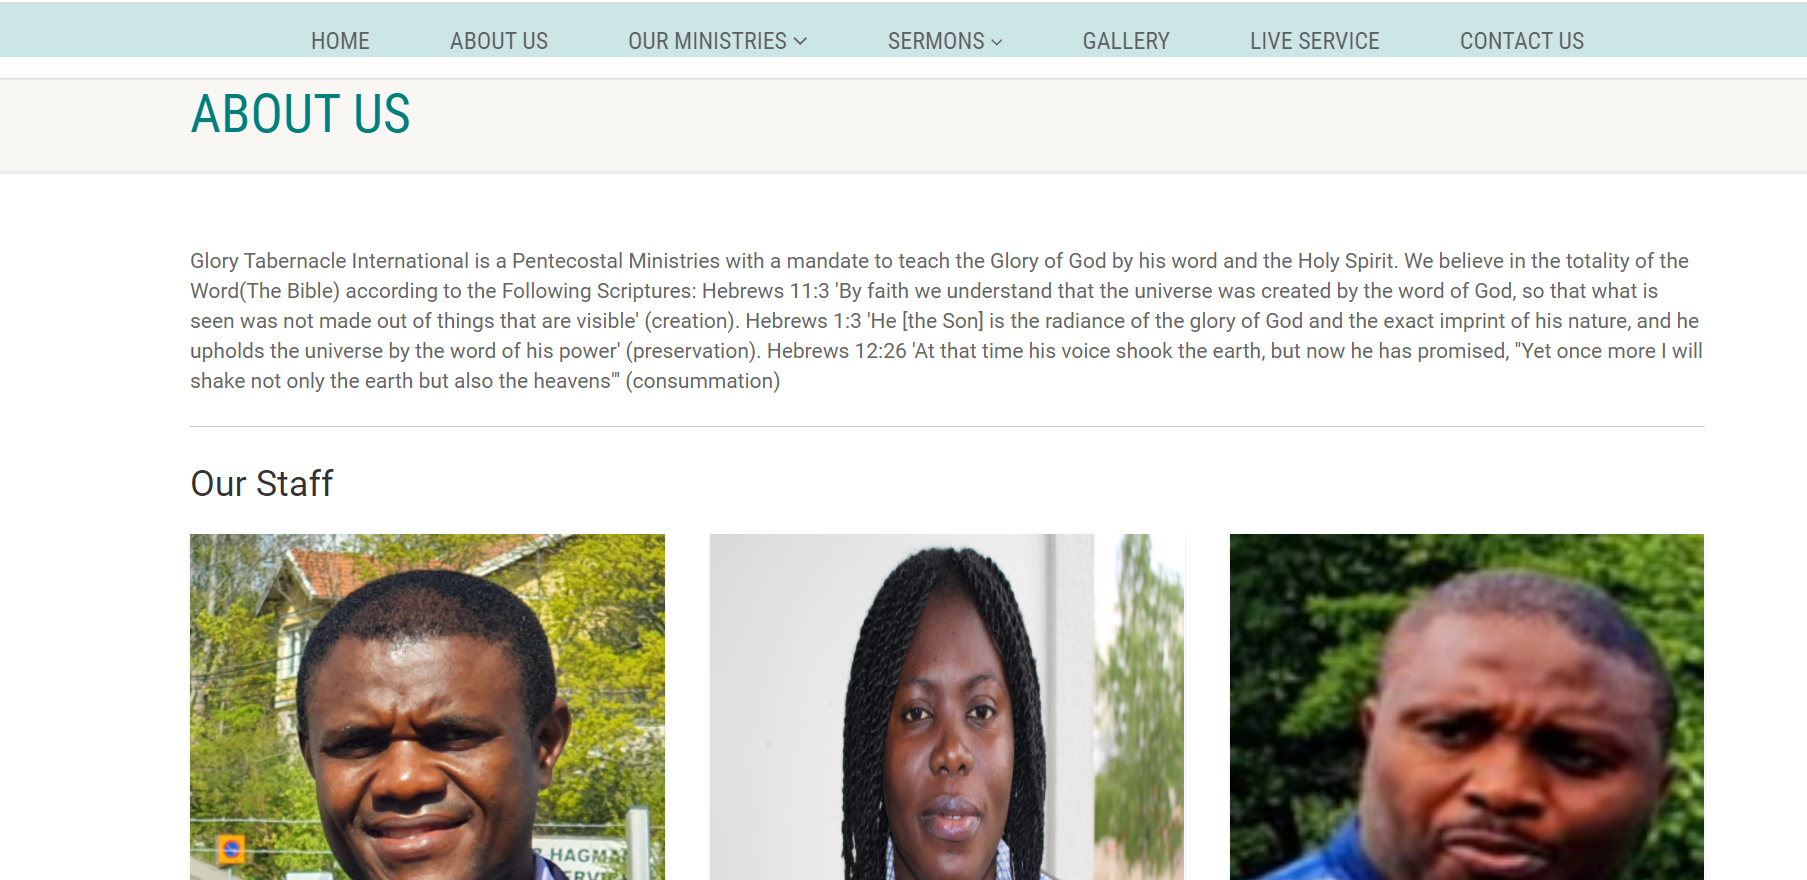 HOME ABOUT US OUR MINISTRIES SERMONS GALLERY LIVE SERVICE CONTACT US
ABOUT US
Glory Tabernacle International is a Pentecostal Ministries with a mandate to teach the Glory of God by his word and the Holy Spirit. We believe in the totality of the
Word(The Bible) according to the Following Scriptures: Hebrews 11:3 'By faith we understand that the universe was created by the word of God, so that what is
seen was not made out of things that are visible' (creation). Hebrews 1:3 'He [the Son] is the radiance of the glory of God and the exact imprint of his nature, and he
upholds the universe by the word of his power' (preservation). Hebrews 12:26 'At that time his voice shook the earth, but now he has promised, "Yet once more I will
shake not only the earth but also the heavens"' (consummation)
Our Staff
HAGMA